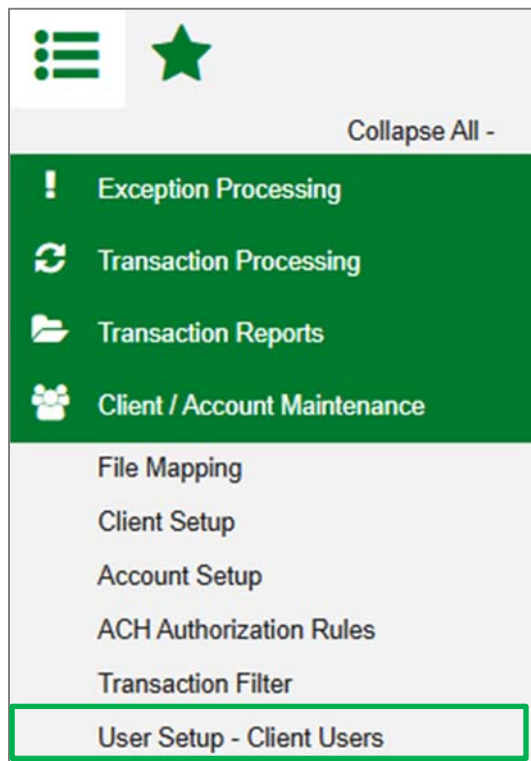 Collapse All -
Exception Processing
Transaction Processing
Transaction Reports
Client / Account Maintenance
File Mapping
Client Setup
Account Setup
ACH Authorization Rules
Transaction Filter
User Setup - Client Users